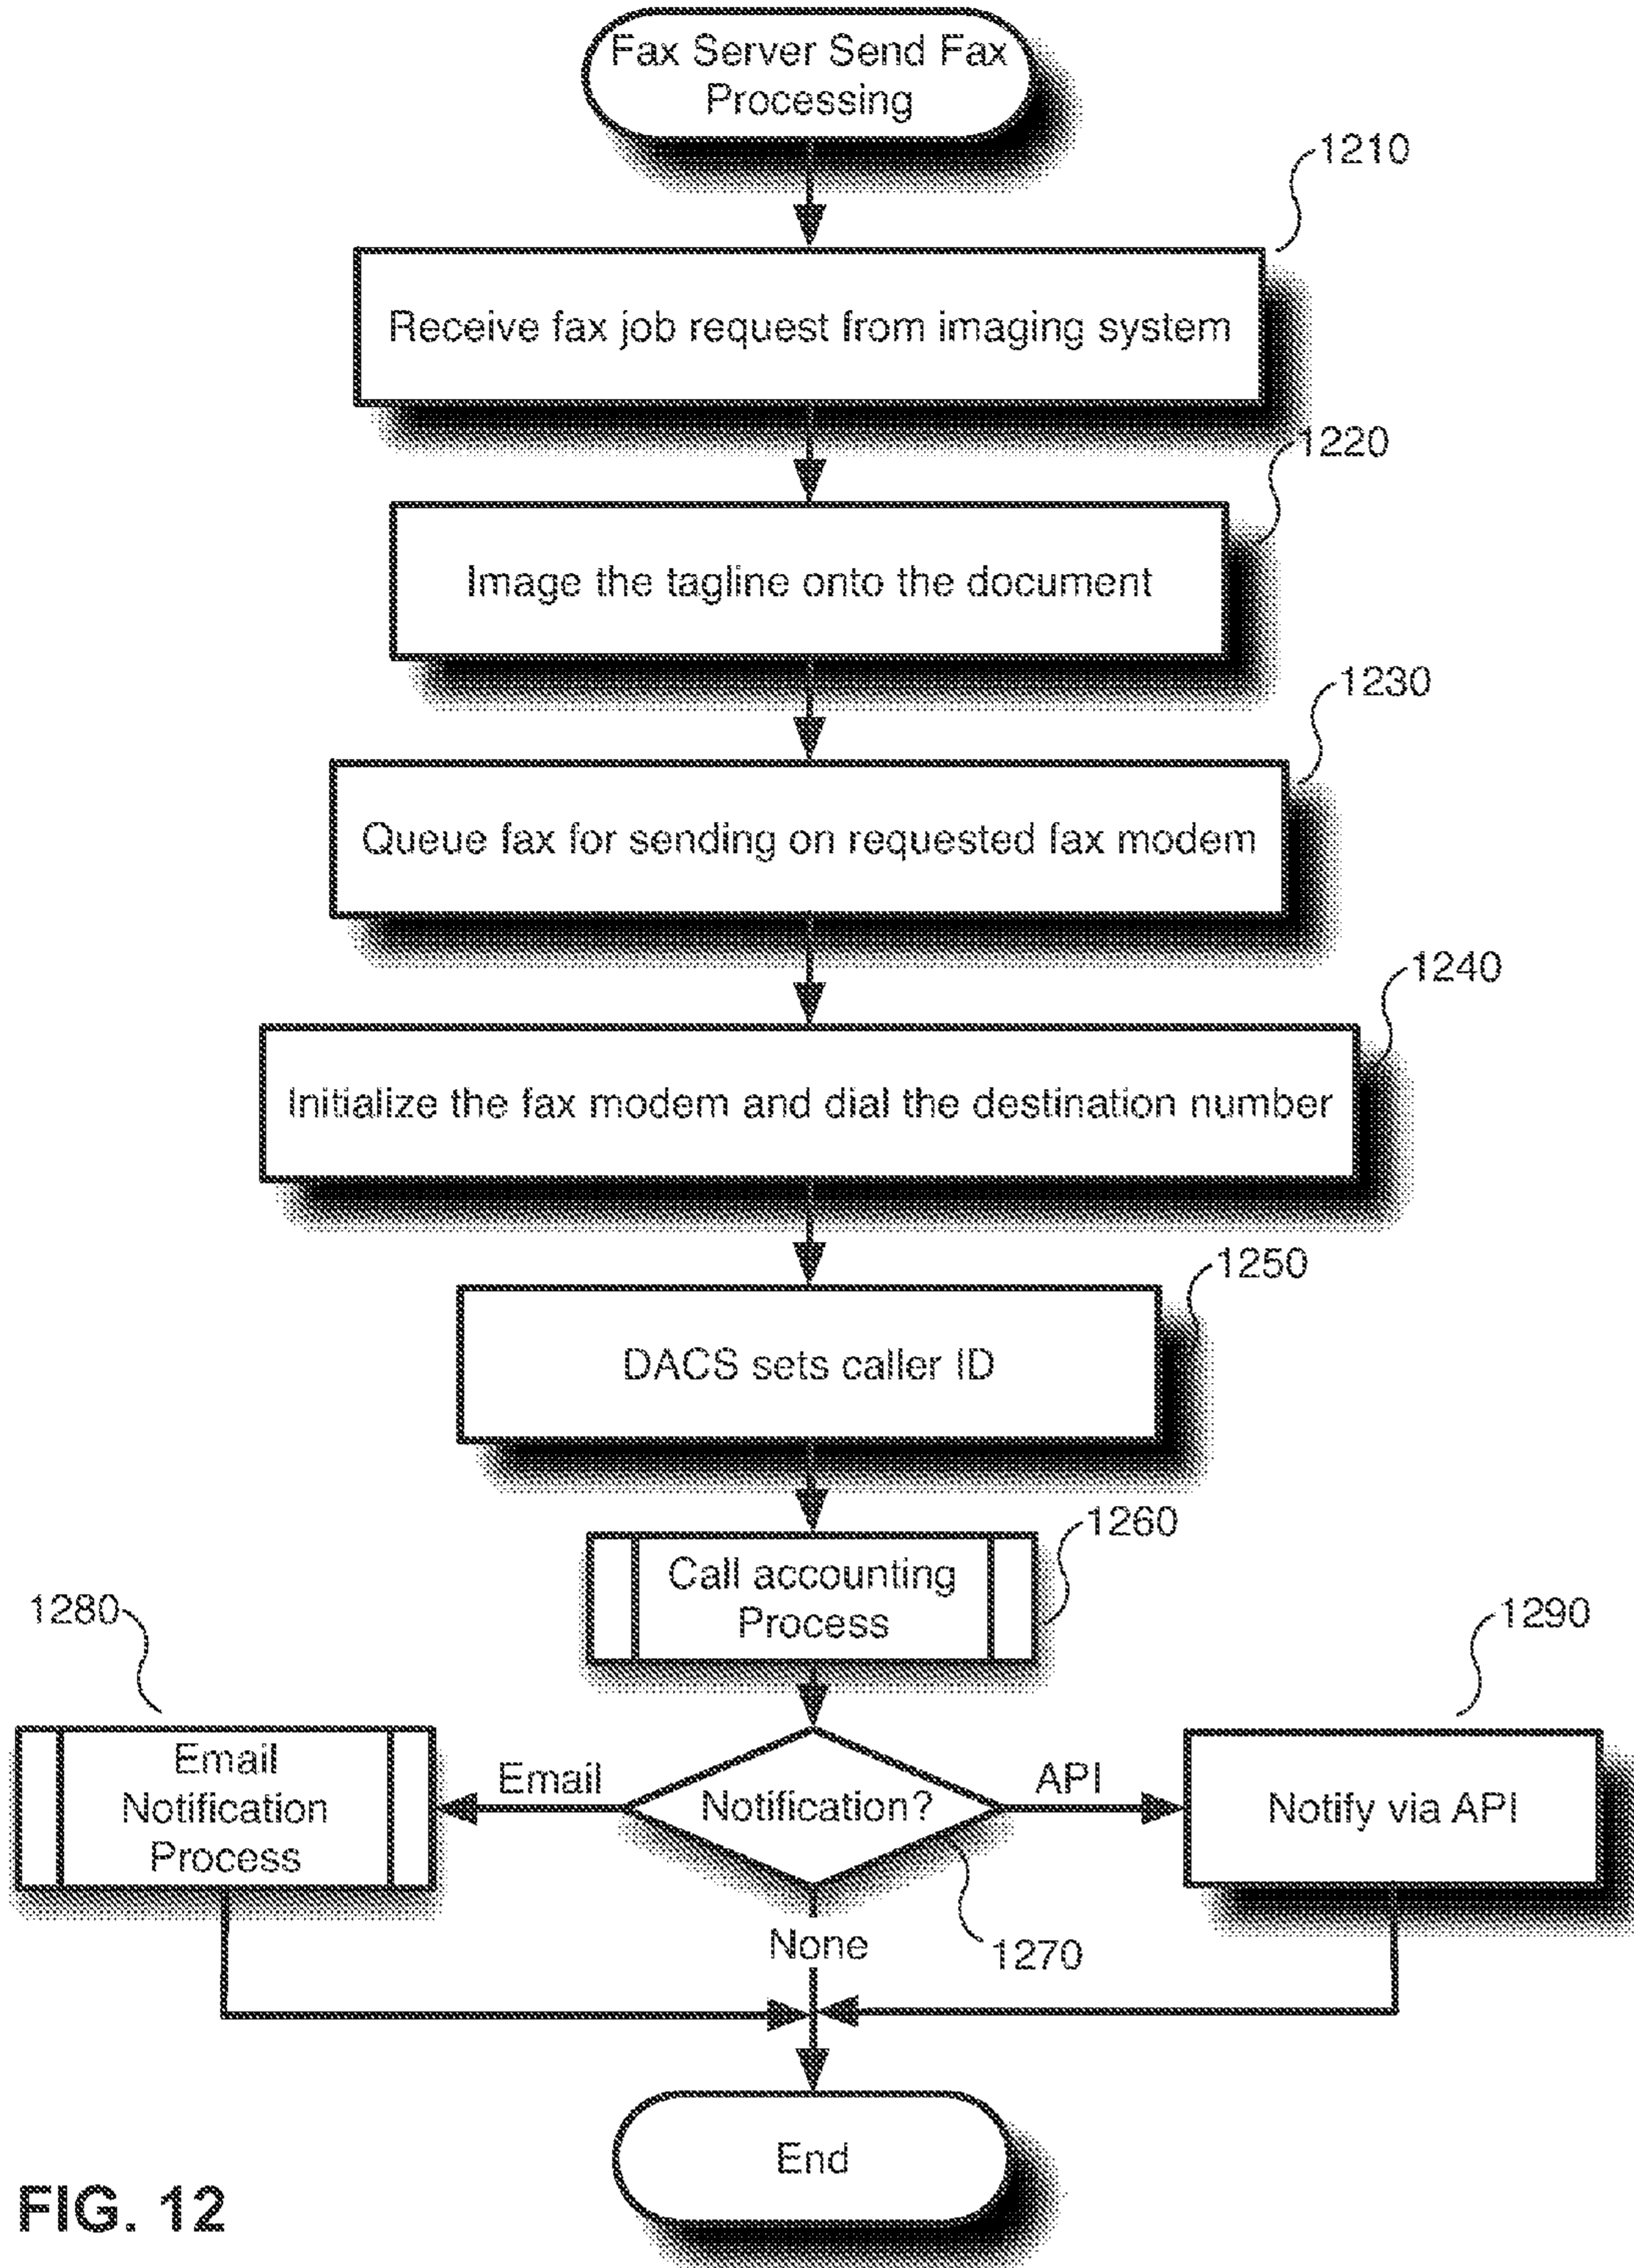 Fax Server Send Fax
Processing
1210
Receive fax job request from imaging system
1220
Image the tagline onto the document
1230
Queue fax for sending on requested fax modem
1240
Initialize the fax modem and dial the destination number
1250
DACS sets caller ID
1260
Call accounting
Process
1280
1290
Email
Notification
Process
Email
Notification?
API
Notify via API
None
1270
End
FIG. 12